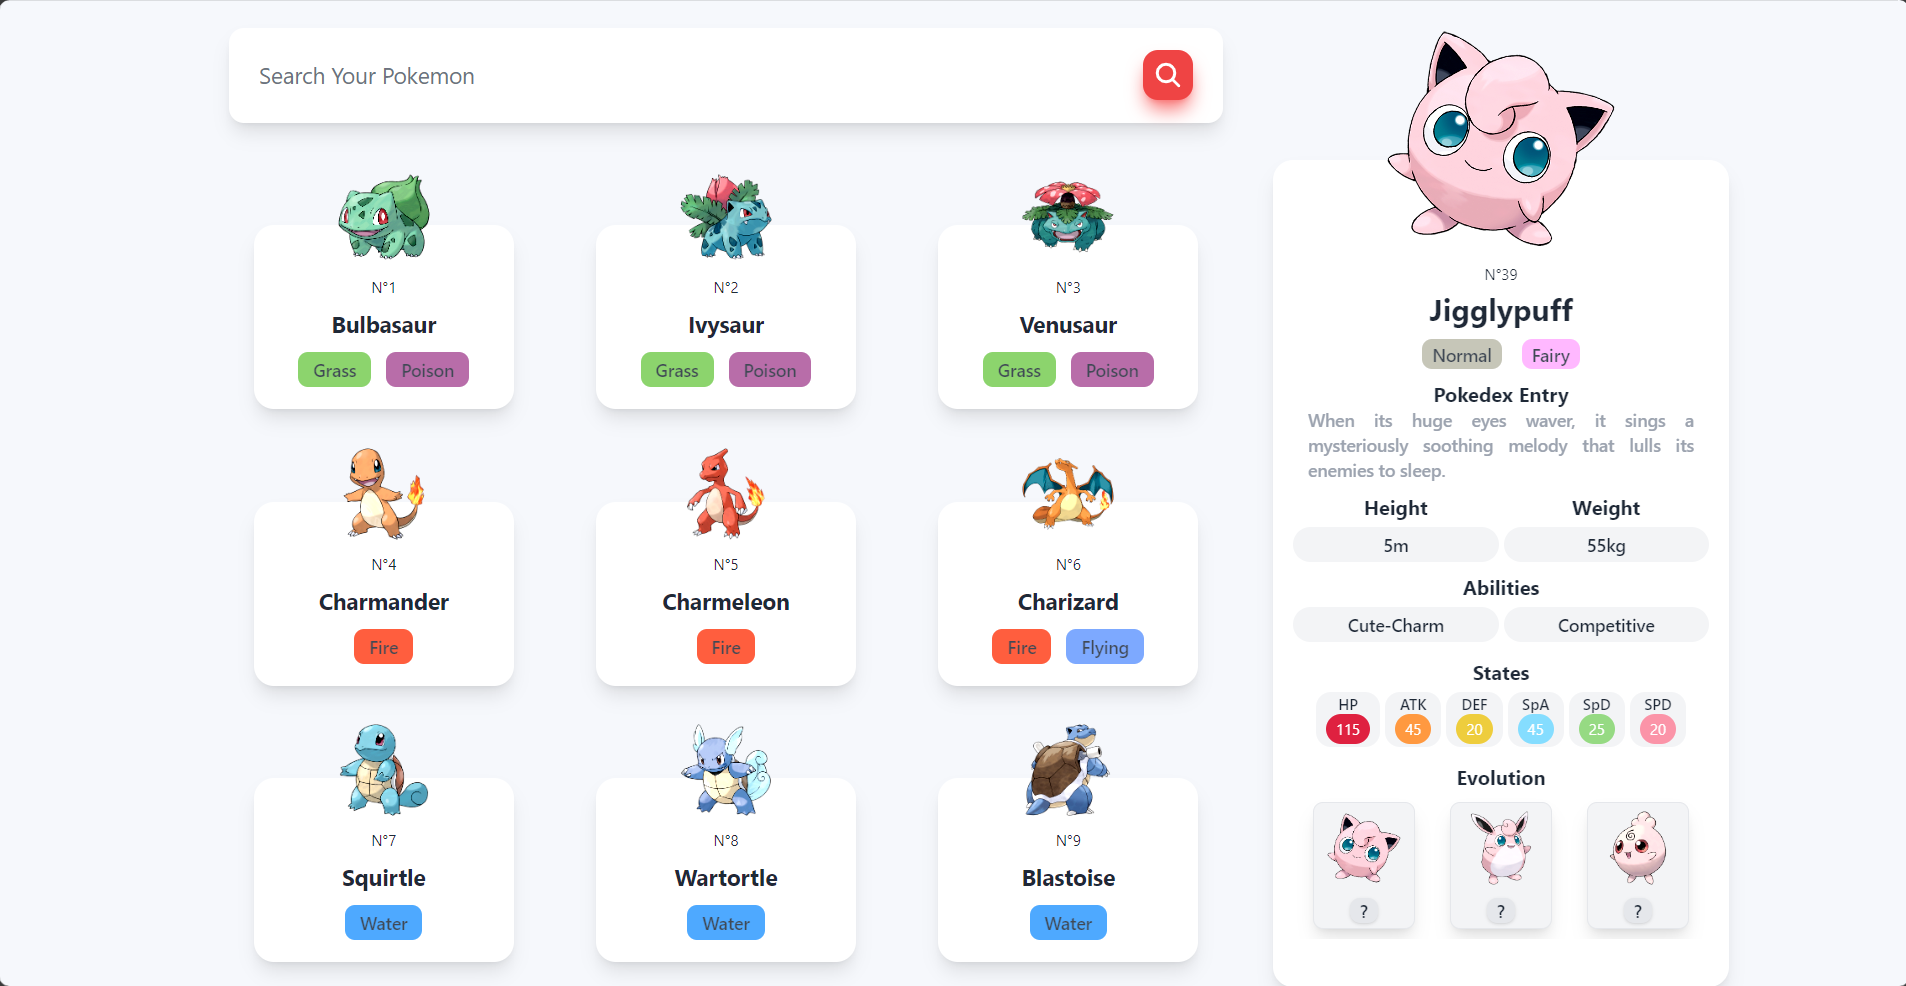 Search Your Pokemon
N°1
Bulbasaur
Grass Poison
N°2
Ivysaur
Grass Poison
N°3
Venusaur
Grass Poison
N°4
Charmander
Fire
N°5
Charmeleon
Fire
N°6
Charizard
Fire Flying
N°7
Squirtle
Water
N°8
Wartortle
Water
N°9
Blastoise
Water
N°39
Jigglypuff
Normal Fairy
Pokedex Entry
When its huge eyes waver, it sings a
mysteriously soothing melody that lulls its
enemies to sleep.
Height Weight
5m 55kg
Abilities
Cute-Charm Competitive
States
HP ATK DEF SpA SpD SPD
115 45 20 45 25 20
Evolution
? ? ?